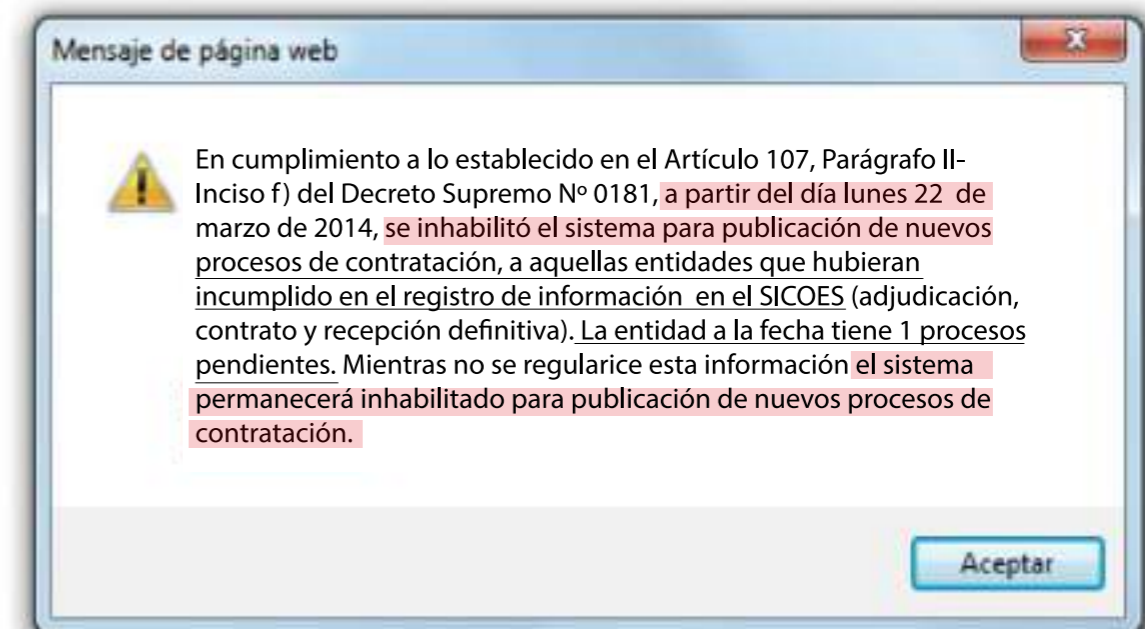 Mensaje de página web
En cumplimiento a lo establecido en el Artículo 107, Parágrafo II-
Inciso f) del Decreto Supremo Nº 0181, a partir del día lunes 22 de
marzo de 2014, se inhabilitó el sistema para publicación de nuevos
procesos de contratación, a aquellas entidades que hubieran
incumplido en el registro de información en el SICOES (adjudicación,
contrato y recepción definitiva). La entidad a la fecha tiene 1 procesos
pendientes. Mientras no se regularice esta información el sistema
permanecerá inhabilitado para publicación de nuevos procesos de
contratación.
Aceptar